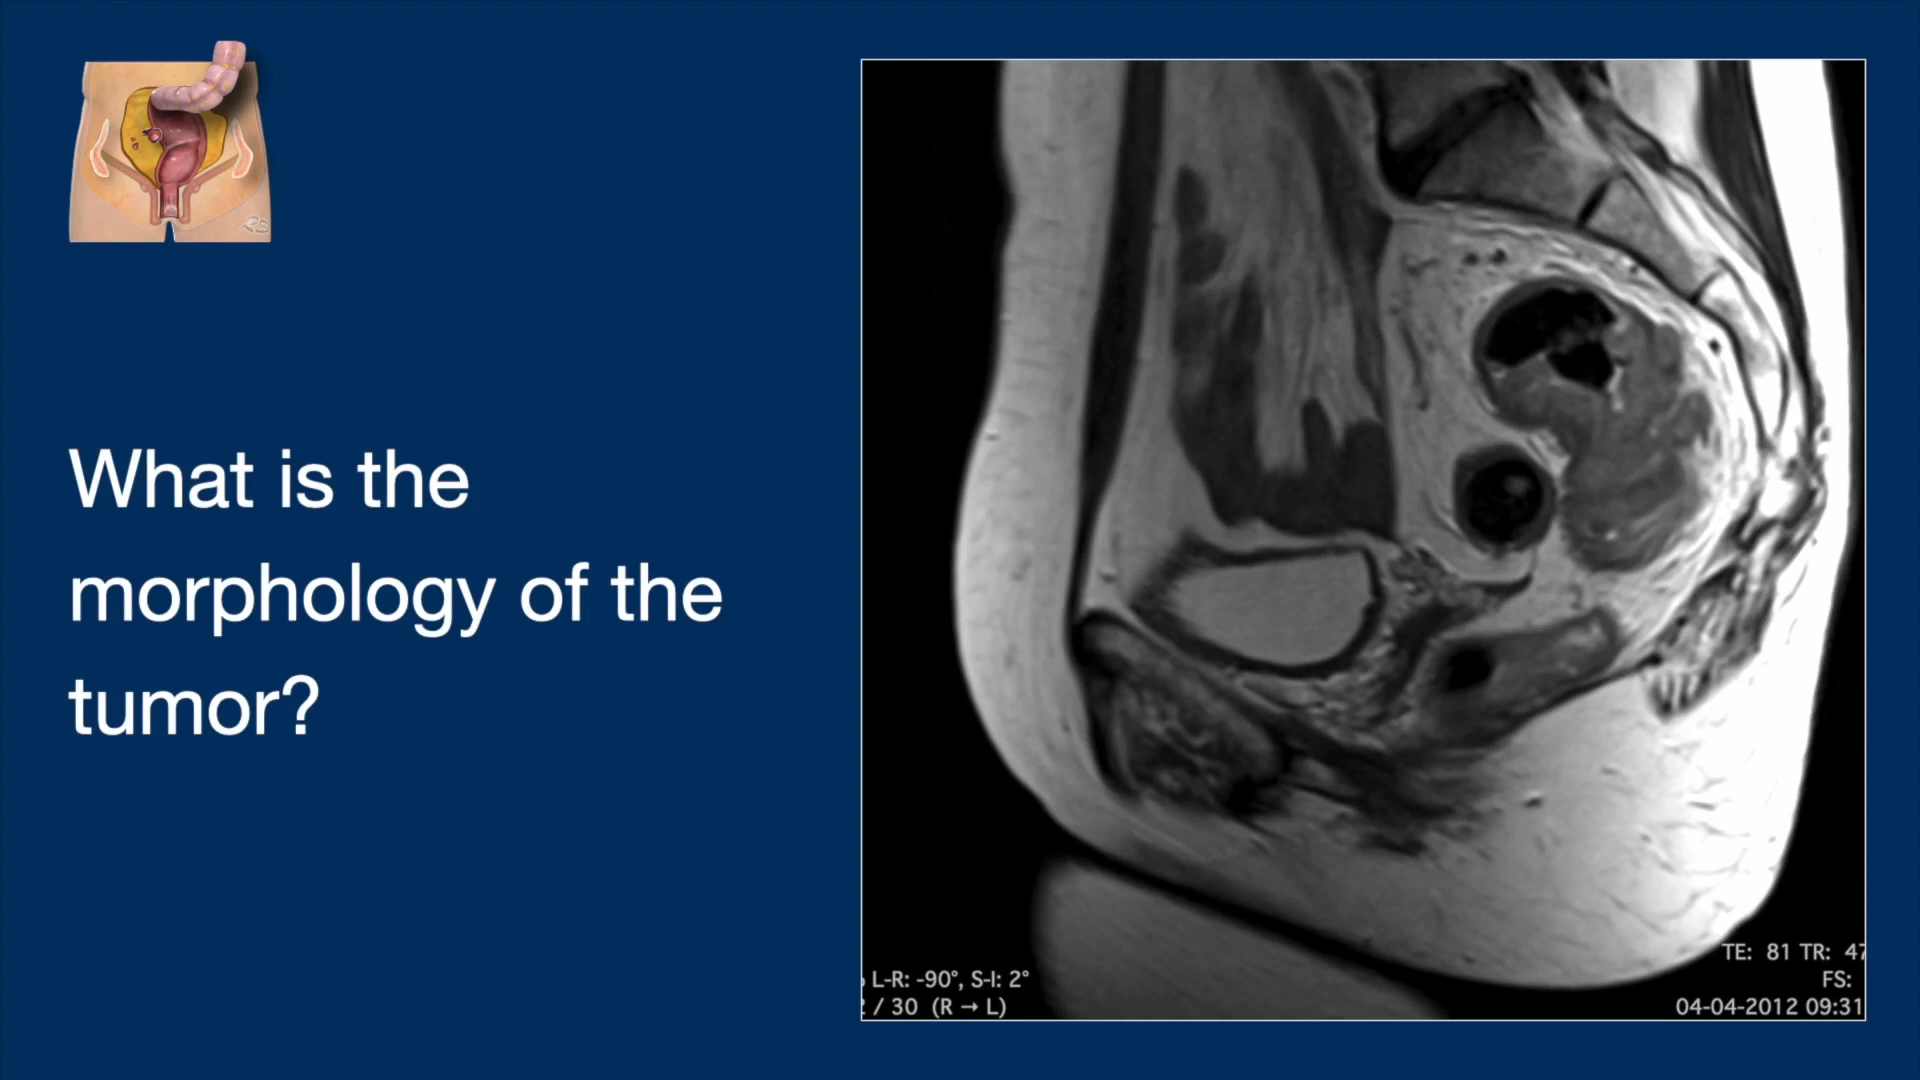 What is the
morphology of the
tumor?
L-R: -90°, S-I: 2°
/ 30 (R → L)
TE: 81 TR: 47
FS:
04-04-2012 09:31